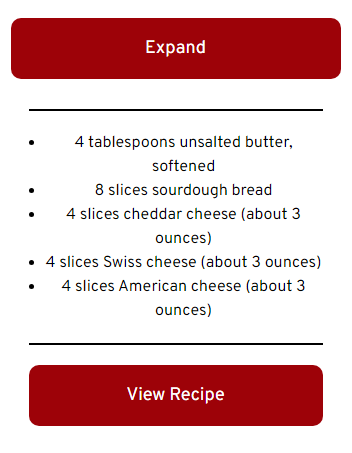 Expand
4 tablespoons unsalted butter,
softened
8 slices sourdough bread
4 slices cheddar cheese (about 3
ounces)
4 slices Swiss cheese (about 3 ounces)
4 slices American cheese (about 3
ounces)
View Recipe